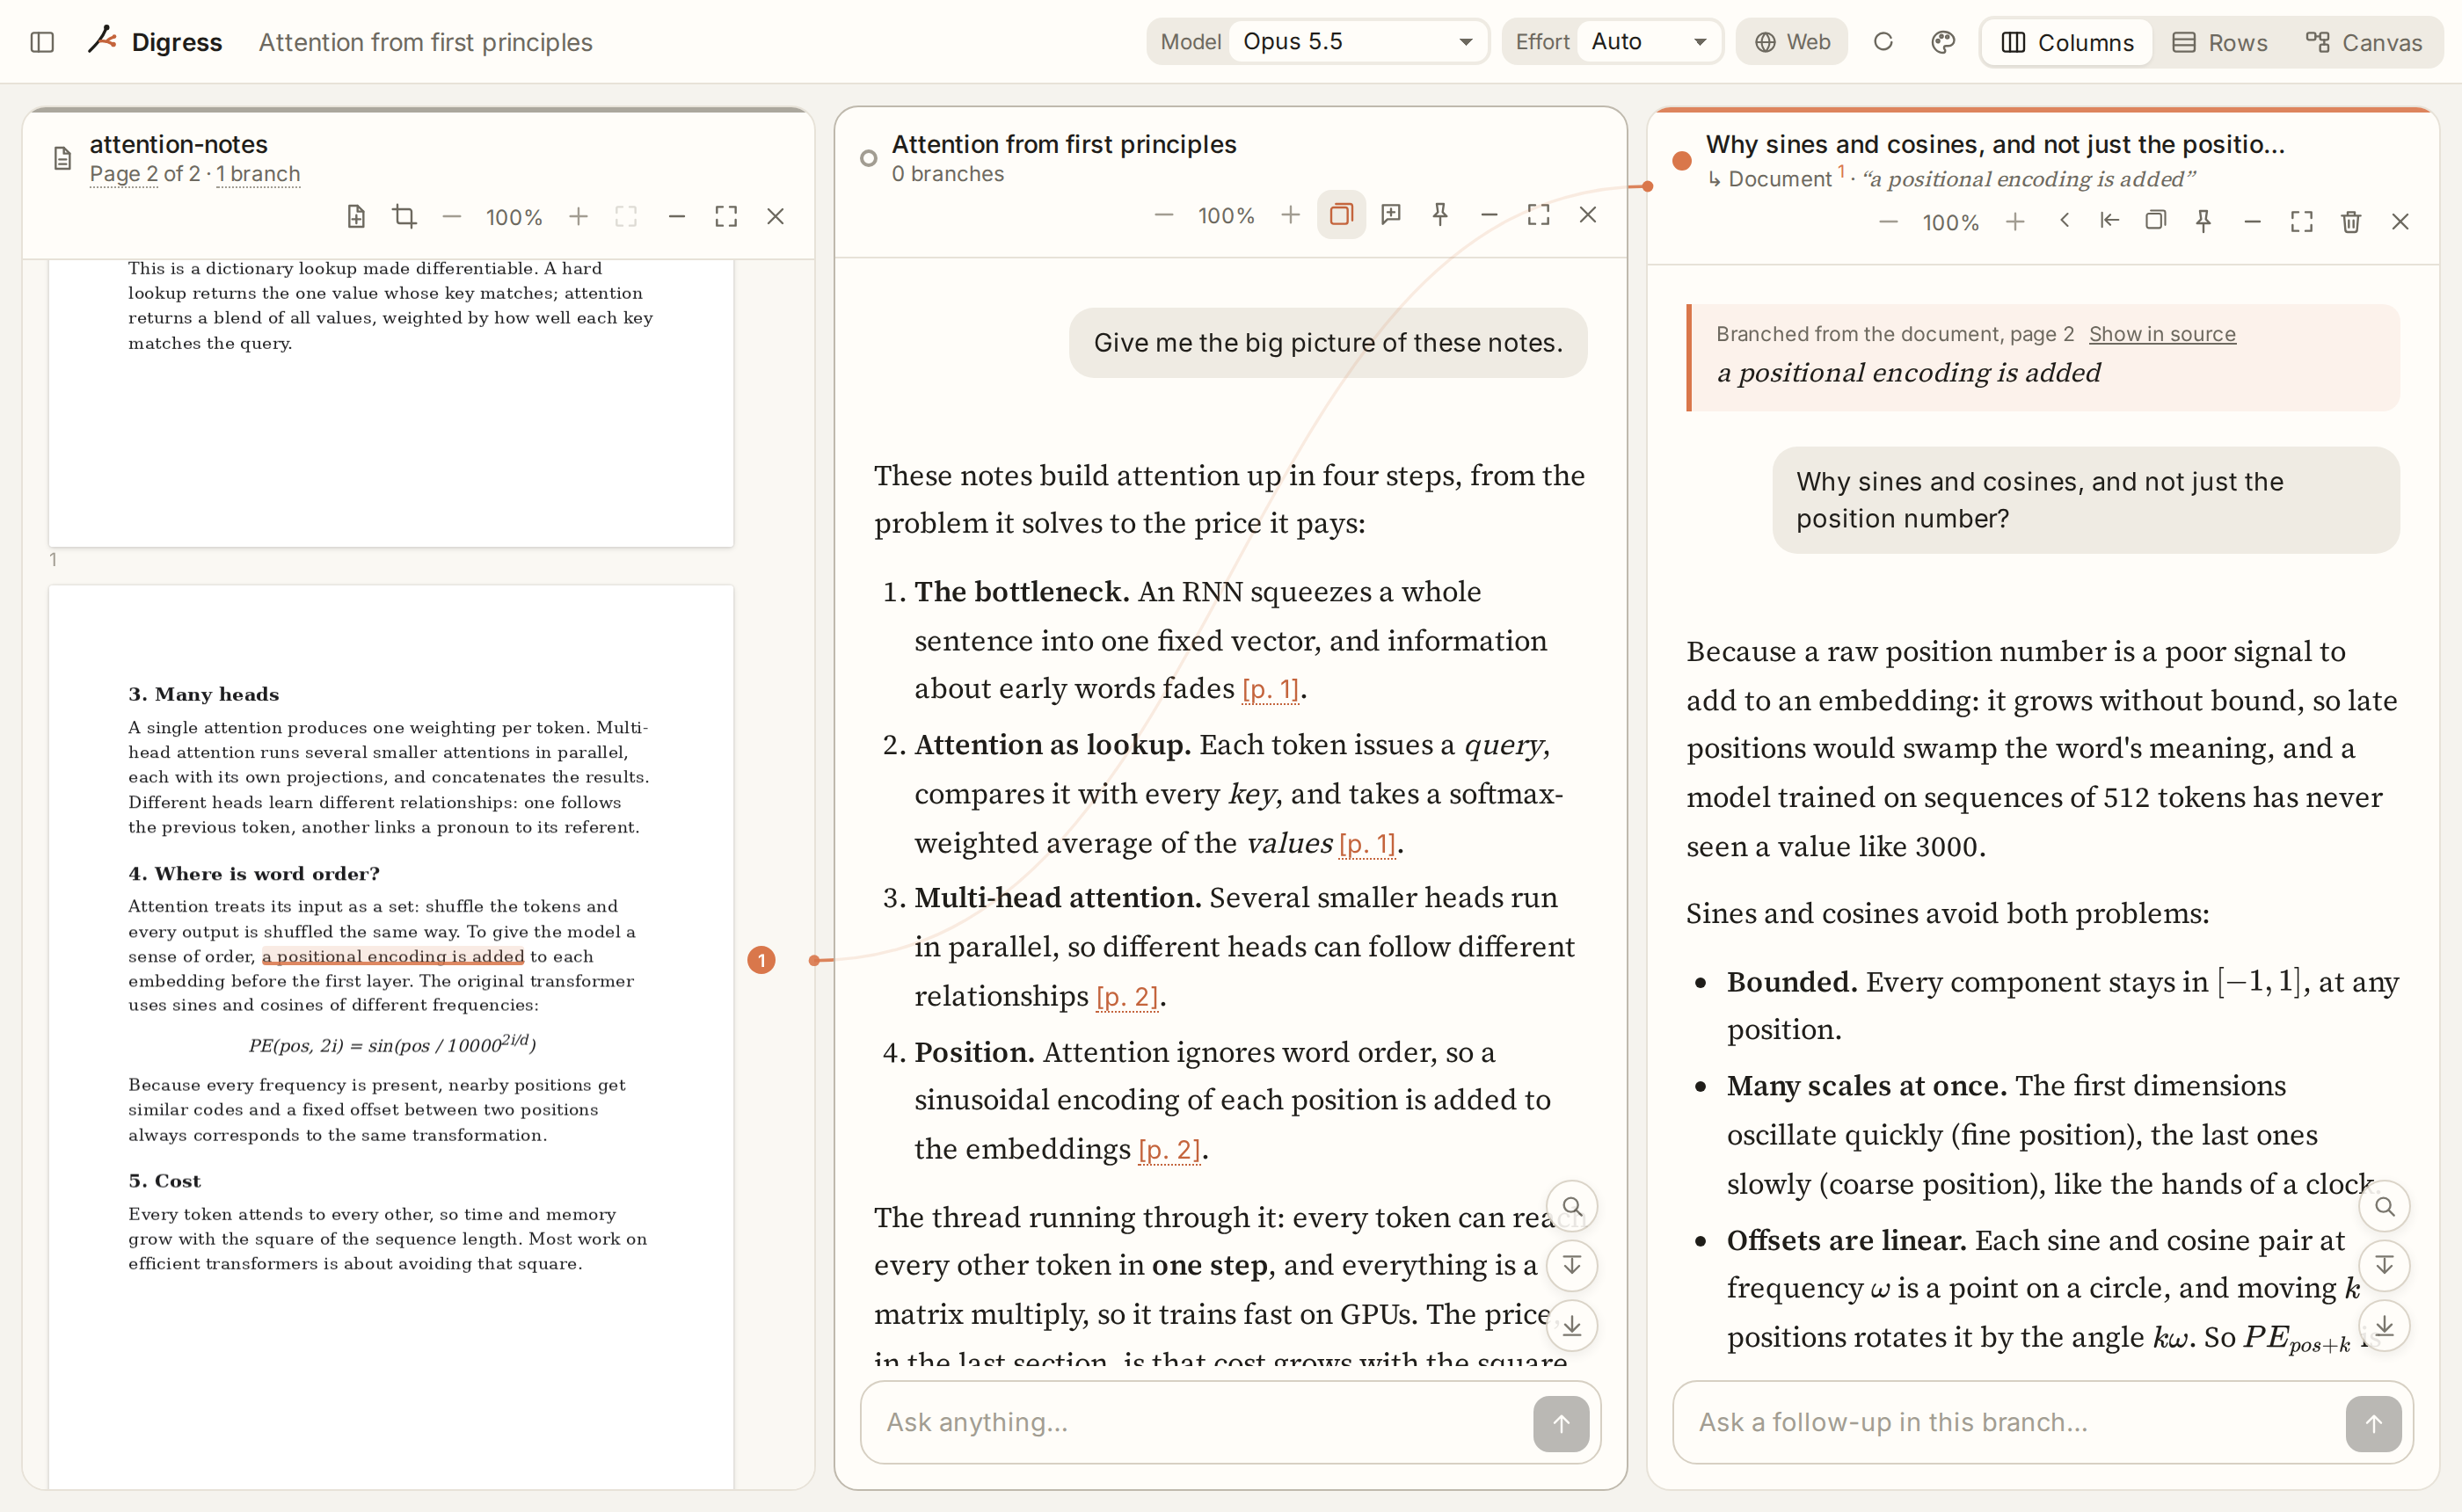 Digress
Attention from first principles
Model Opus 5.5
Effort Auto
Web
Columns
Rows
Canvas
attention-notes
Page 2 of 2 · 1 branch
100%
This is a dictionary lookup made differentiable. A hard
lookup returns the one value whose key matches; attention
returns a blend of all values, weighted by how well each key
matches the query.
1
3. Many heads
A single attention produces one weighting per token. Multi-
head attention runs several smaller attentions in parallel,
each with its own projections, and concatenates the results.
Different heads learn different relationships: one follows
the previous token, another links a pronoun to its referent.
4. Where is word order?
Attention treats its input as a set: shuffle the tokens and
every output is shuffled the same way. To give the model a
sense of order, a positional encoding is added to each
embedding before the first layer. The original transformer
uses sines and cosines of different frequencies:
PE(pos, 2i) = sin(pos / 10000^{2i/d})
Because every frequency is present, nearby positions get
similar codes and a fixed offset between two positions
always corresponds to the same transformation.
5. Cost
Every token attends to every other, so time and memory
grow with the square of the sequence length. Most work on
efficient transformers is about avoiding that square.
1
Attention from first principles
0 branches
100%
Give me the big picture of these notes.
These notes build attention up in four steps, from the
problem it solves to the price it pays:
1. The bottleneck. An RNN squeezes a whole
sentence into one fixed vector, and information
about early words fades [p. 1].
2. Attention as lookup. Each token issues a query,
compares it with every key, and takes a softmax-
weighted average of the values [p. 1].
3. Multi-head attention. Several smaller heads run
in parallel, so different heads can follow different
relationships [p. 2].
4. Position. Attention ignores word order, so a
sinusoidal encoding of each position is added to
the embeddings [p. 2].
The thread running through it: every token can reach
every other token in one step, and everything is a
matrix multiply, so it trains fast on GPUs. The price,
in the last section, is that cost grows with the square
Ask anything...
Why sines and cosines, and not just the positio...
↳ Document 1 · “a positional encoding is added”
100%
Branched from the document, page 2 Show in source
a positional encoding is added
Why sines and cosines, and not just the
position number?
Because a raw position number is a poor signal to
add to an embedding: it grows without bound, so late
positions would swamp the word's meaning, and a
model trained on sequences of 512 tokens has never
seen a value like 3000.
Sines and cosines avoid both problems:
• Bounded. Every component stays in [−1, 1], at any
position.
• Many scales at once. The first dimensions
oscillate quickly (fine position), the last ones
slowly (coarse position), like the hands of a clock.
• Offsets are linear. Each sine and cosine pair at
frequency ω is a point on a circle, and moving k
positions rotates it by the angle kω. So PE_{pos+k} is
Ask a follow-up in this branch...